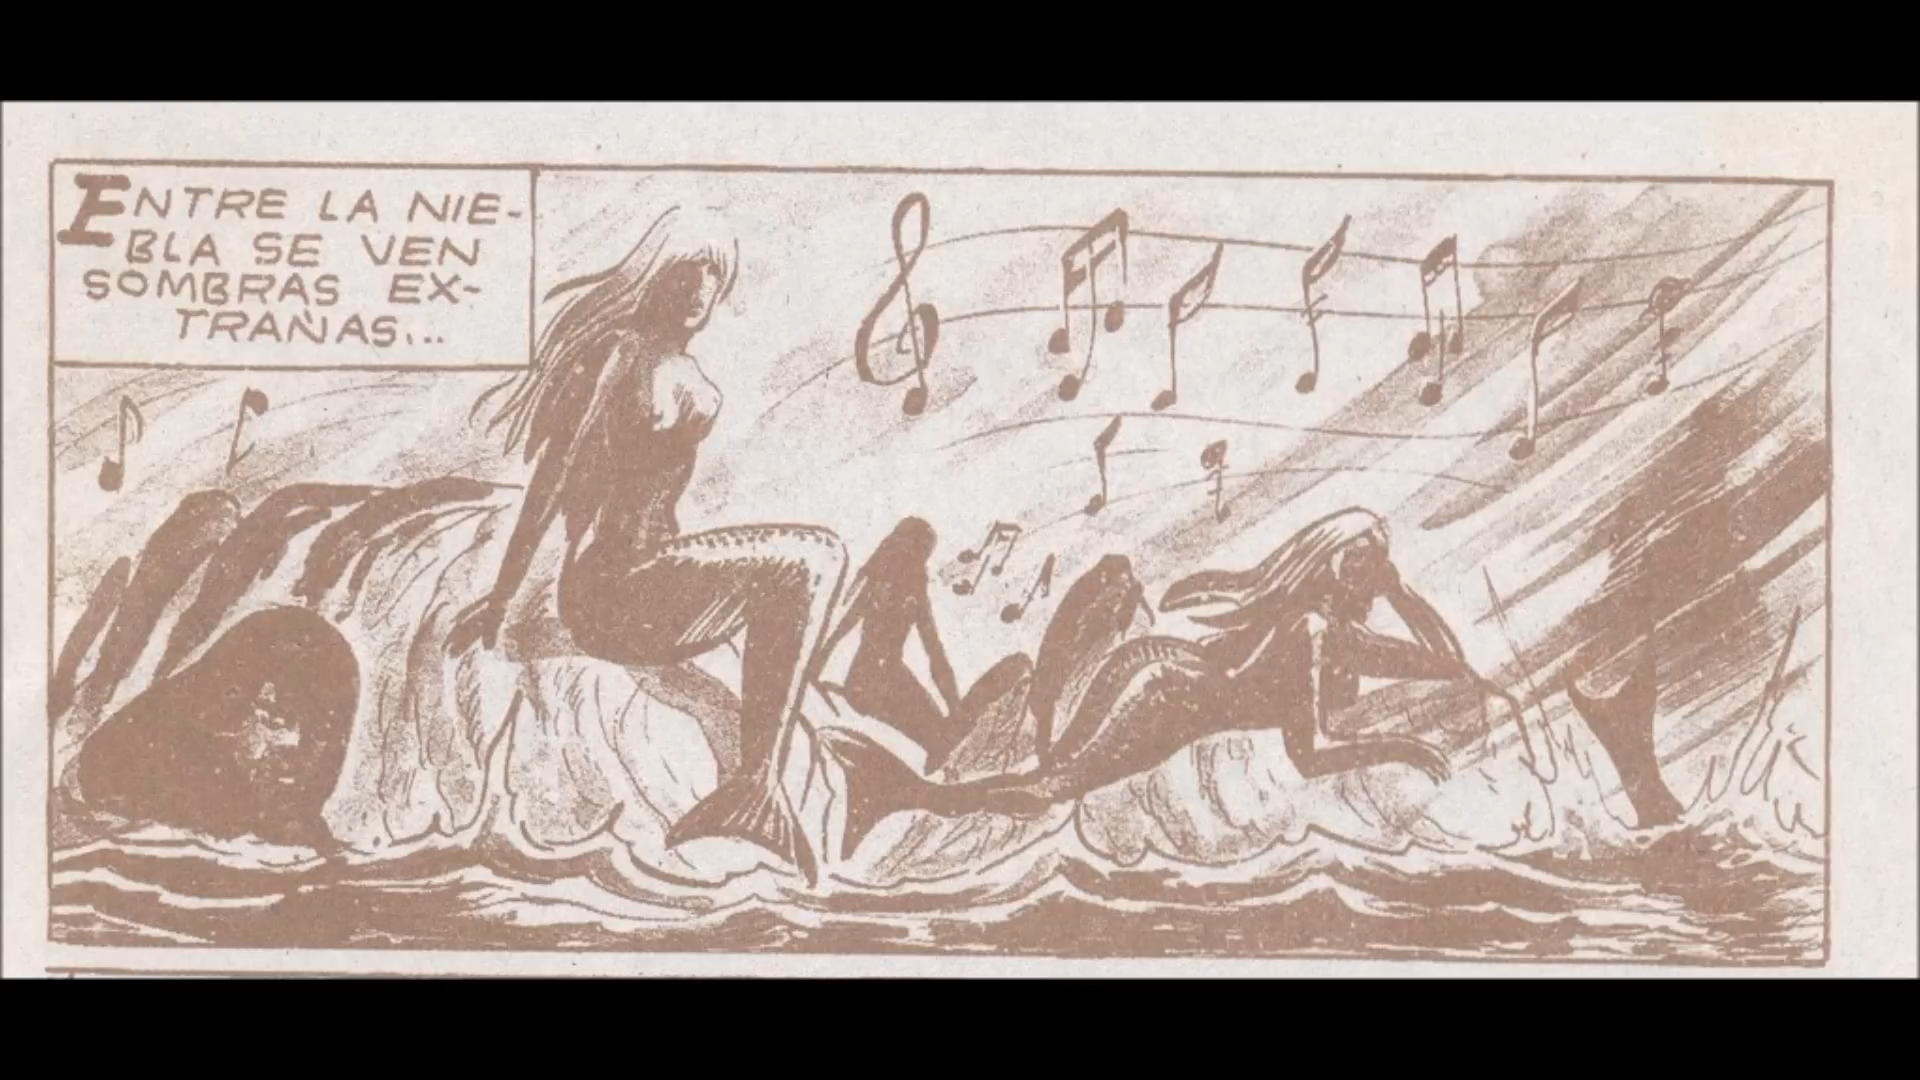 ENTRE LA NIE-
BLA SE VEN
SOMBRAS EX-
TRAÑAS...